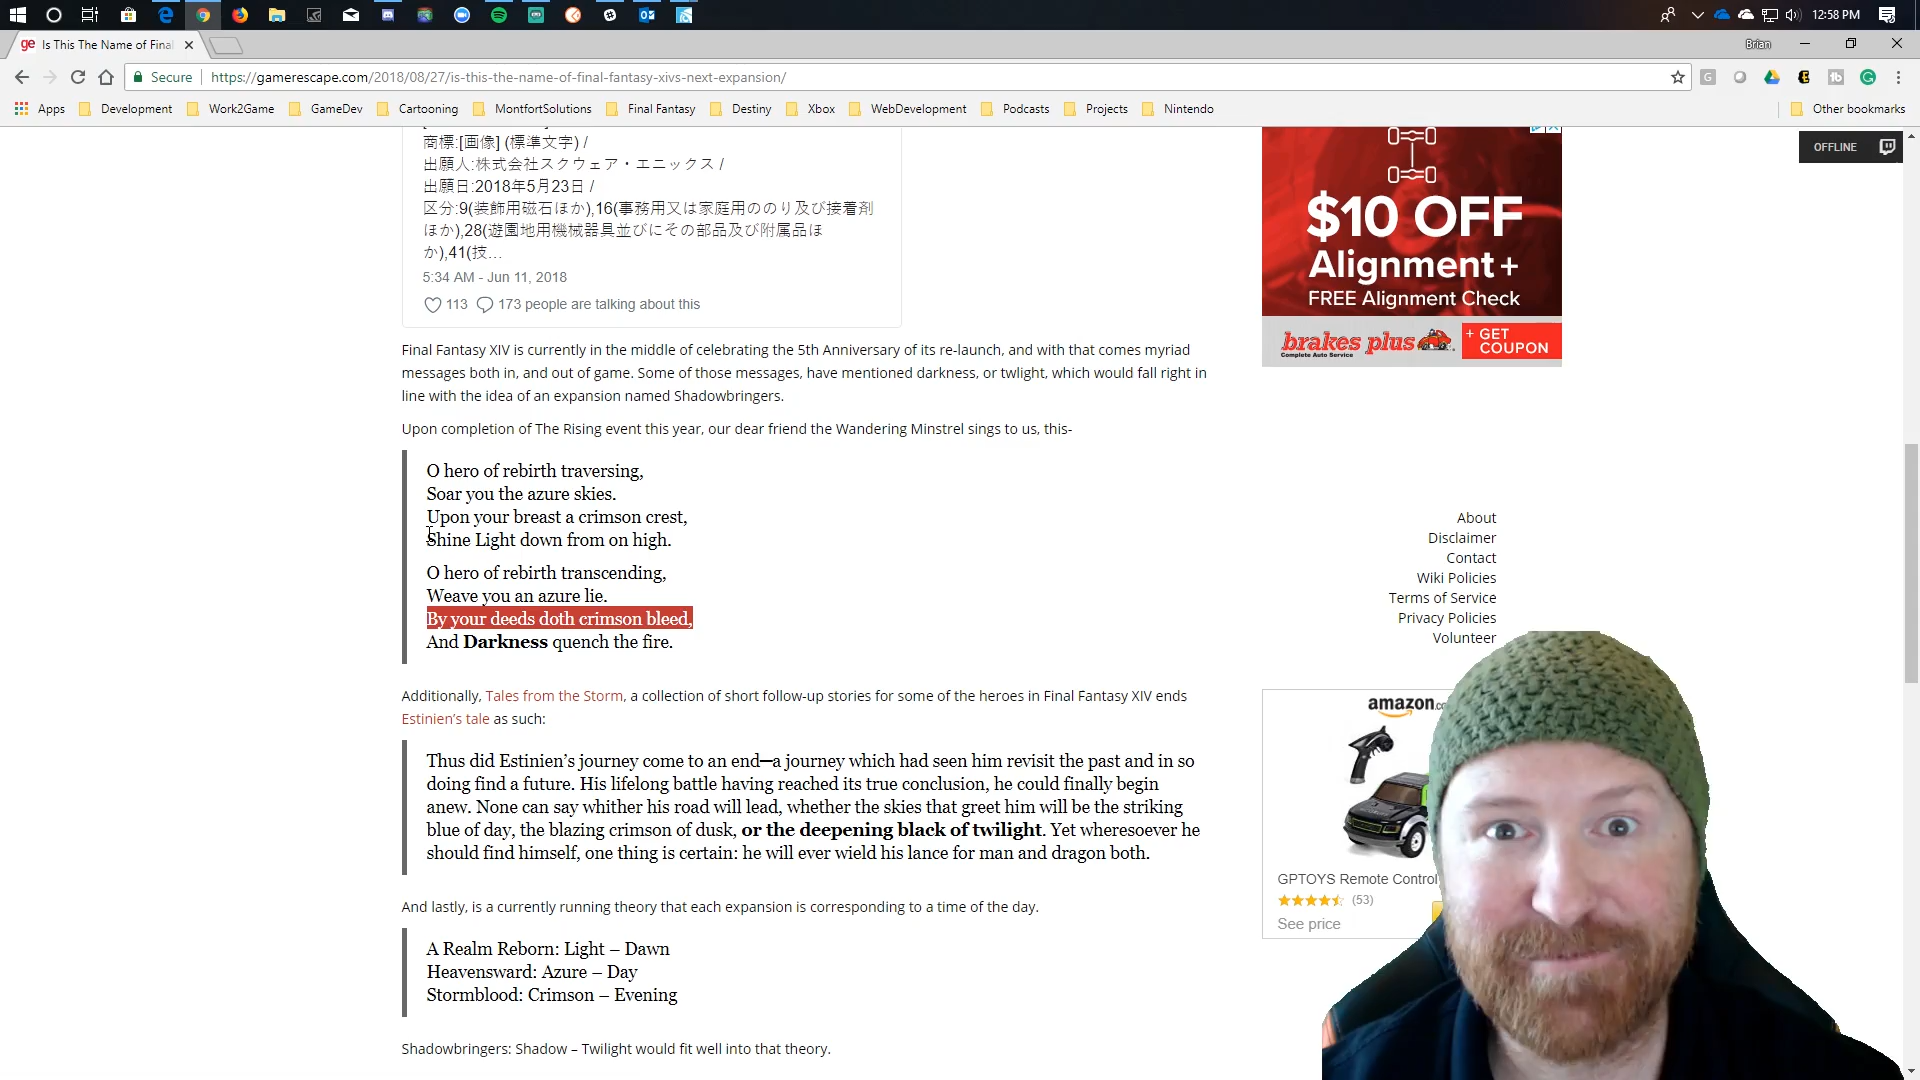 12:58 PM
ge Is This The Name of Final
Brian
Secure https://gamerescape.com/2018/08/27/is-this-the-name-of-final-fantasy-xivs-next-expansion/
Apps Development Work2Game GameDev Cartooning MontfortSolutions Final Fantasy Destiny Xbox WebDevelopment Podcasts Projects Nintendo Other bookmarks
商標:[画像] (標準文字) /
出願人:株式会社スクウェア・エニックス /
出願日:2018年5月23日 /
区分:9(装飾用磁石ほか),16(事務用又は家庭用ののり及び接着剤
ほか),28(遊園地用機械器具並びにその部品及び附属品ほ
か),41(技…
5:34 AM - Jun 11, 2018
113 173 people are talking about this
OFFLINE
$10 OFF
Alignment +
FREE Alignment Check
brakes plus
Complete Auto Service
+ GET
COUPON
Final Fantasy XIV is currently in the middle of celebrating the 5th Anniversary of its re-launch, and with that comes myriad
messages both in, and out of game. Some of those messages, have mentioned darkness, or twlight, which would fall right in
line with the idea of an expansion named Shadowbringers.
Upon completion of The Rising event this year, our dear friend the Wandering Minstrel sings to us, this-
O hero of rebirth traversing,
Soar you the azure skies.
Upon your breast a crimson crest,
Shine Light down from on high.
O hero of rebirth transcending,
Weave you an azure lie.
By your deeds doth crimson bleed,
And Darkness quench the fire.
About
Disclaimer
Contact
Wiki Policies
Terms of Service
Privacy Policies
Volunteer
Additionally, Tales from the Storm, a collection of short follow-up stories for some of the heroes in Final Fantasy XIV ends
Estinien's tale as such:
Thus did Estinien's journey come to an end—a journey which had seen him revisit the past and in so
doing find a future. His lifelong battle having reached its true conclusion, he could finally begin
anew. None can say whither his road will lead, whether the skies that greet him will be the striking
blue of day, the blazing crimson of dusk, or the deepening black of twilight. Yet wheresoever he
should find himself, one thing is certain: he will ever wield his lance for man and dragon both.
amazon.c
GPTOYS Remote Control
(53)
See price
And lastly, is a currently running theory that each expansion is corresponding to a time of the day.
A Realm Reborn: Light – Dawn
Heavensward: Azure – Day
Stormblood: Crimson – Evening
Shadowbringers: Shadow – Twilight would fit well into that theory.